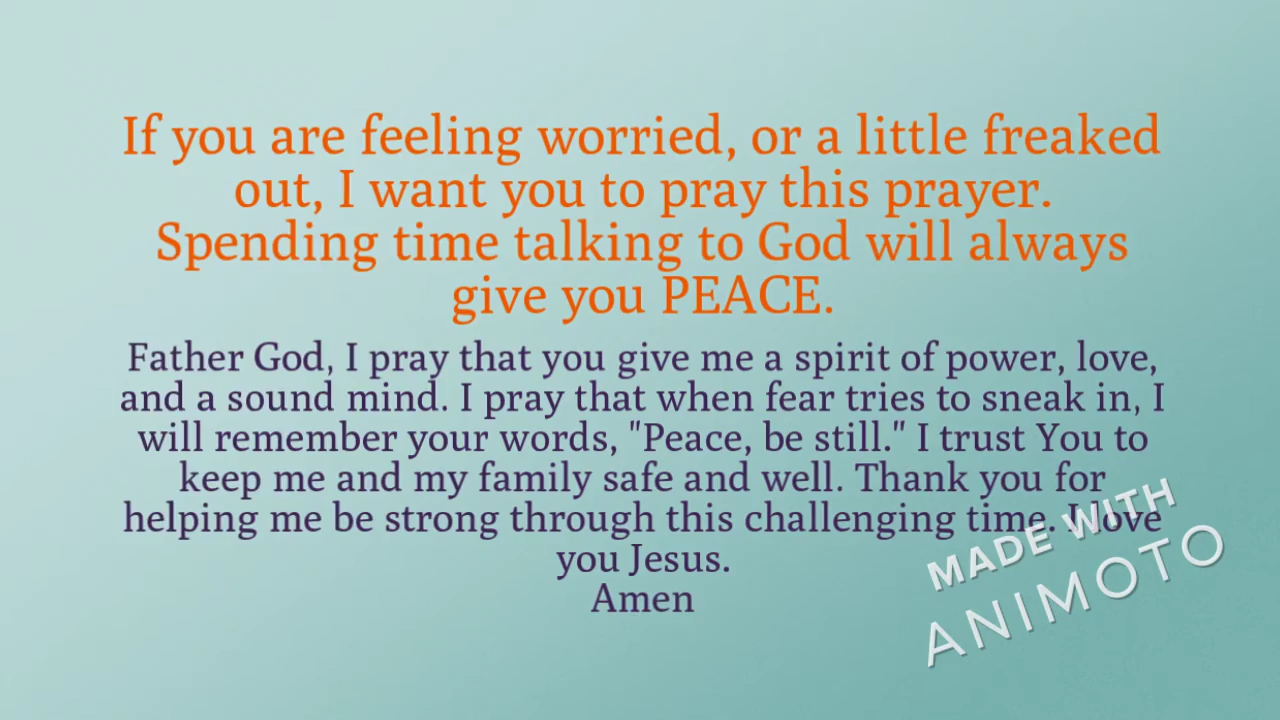 If you are feeling worried, or a little freaked
out, I want you to pray this prayer.
Spending time talking to God will always
give you PEACE.
Father God, I pray that you give me a spirit of power, love,
and a sound mind. I pray that when fear tries to sneak in, I
will remember your words, "Peace, be still." I trust You to
keep me and my family safe and well. Thank you for
helping me be strong through this challenging time. I love
you Jesus.
Amen
MADE WITH
ANIMOTO